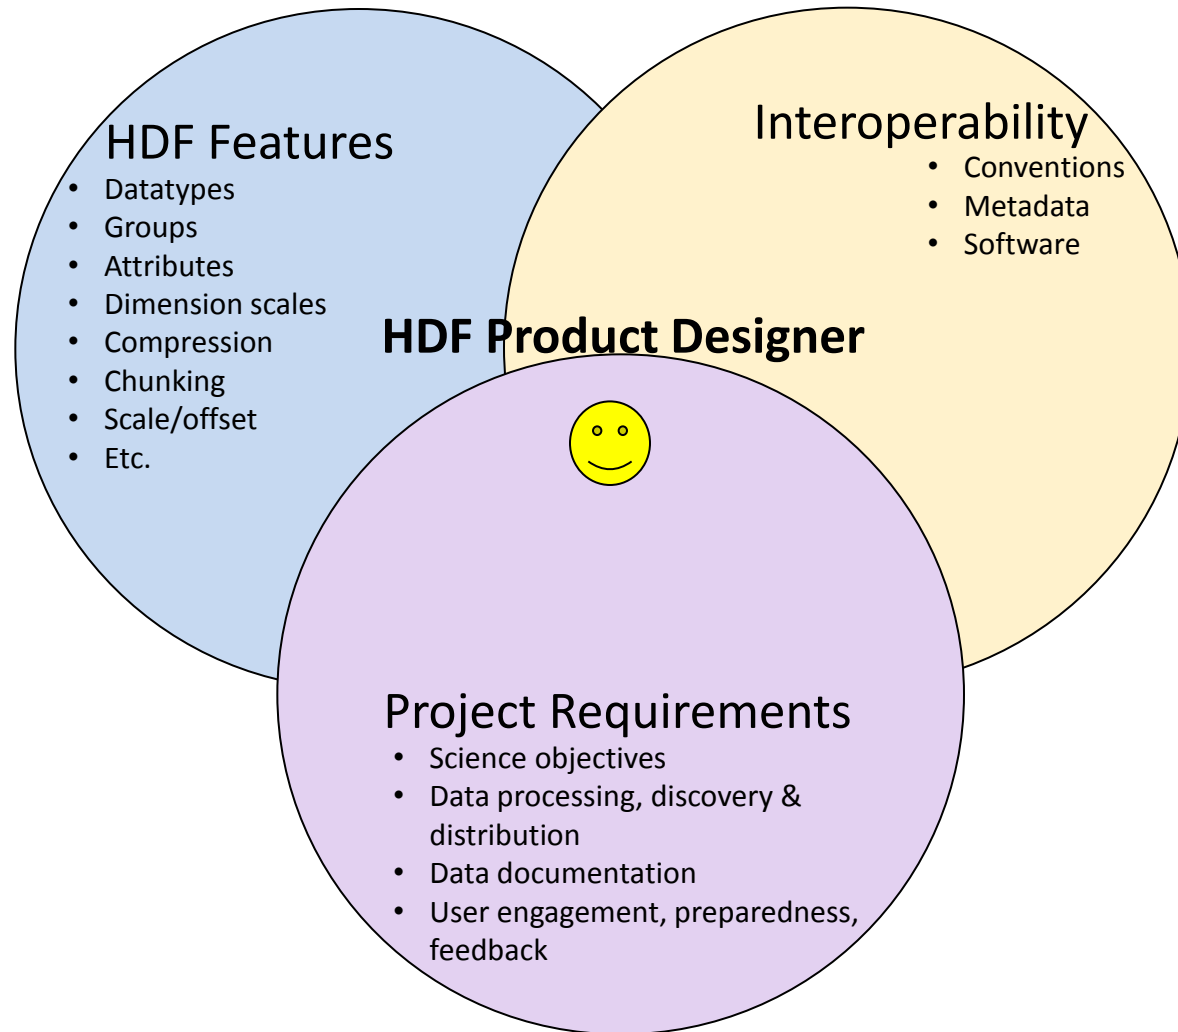 HDF Features
• Datatypes
• Groups
• Attributes
• Dimension scales
• Compression
• Chunking
• Scale/offset
• Etc.
Interoperability
• Conventions
• Metadata
• Software
HDF Product Designer
Project Requirements
• Science objectives
• Data processing, discovery &
distribution
• Data documentation
• User engagement, preparedness,
feedback